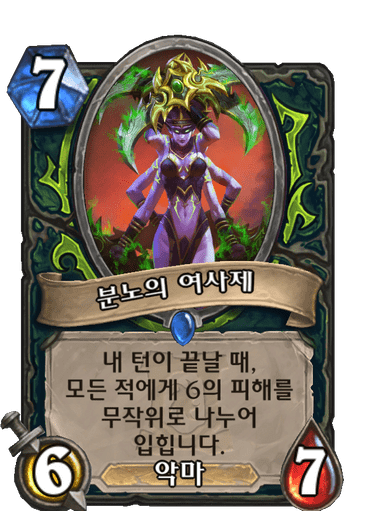 7
분노의 여사제
내 턴이 끝날 때,
모든 적에게 6의 피해를
무작위로 나누어
입힙니다.
6
악마
7